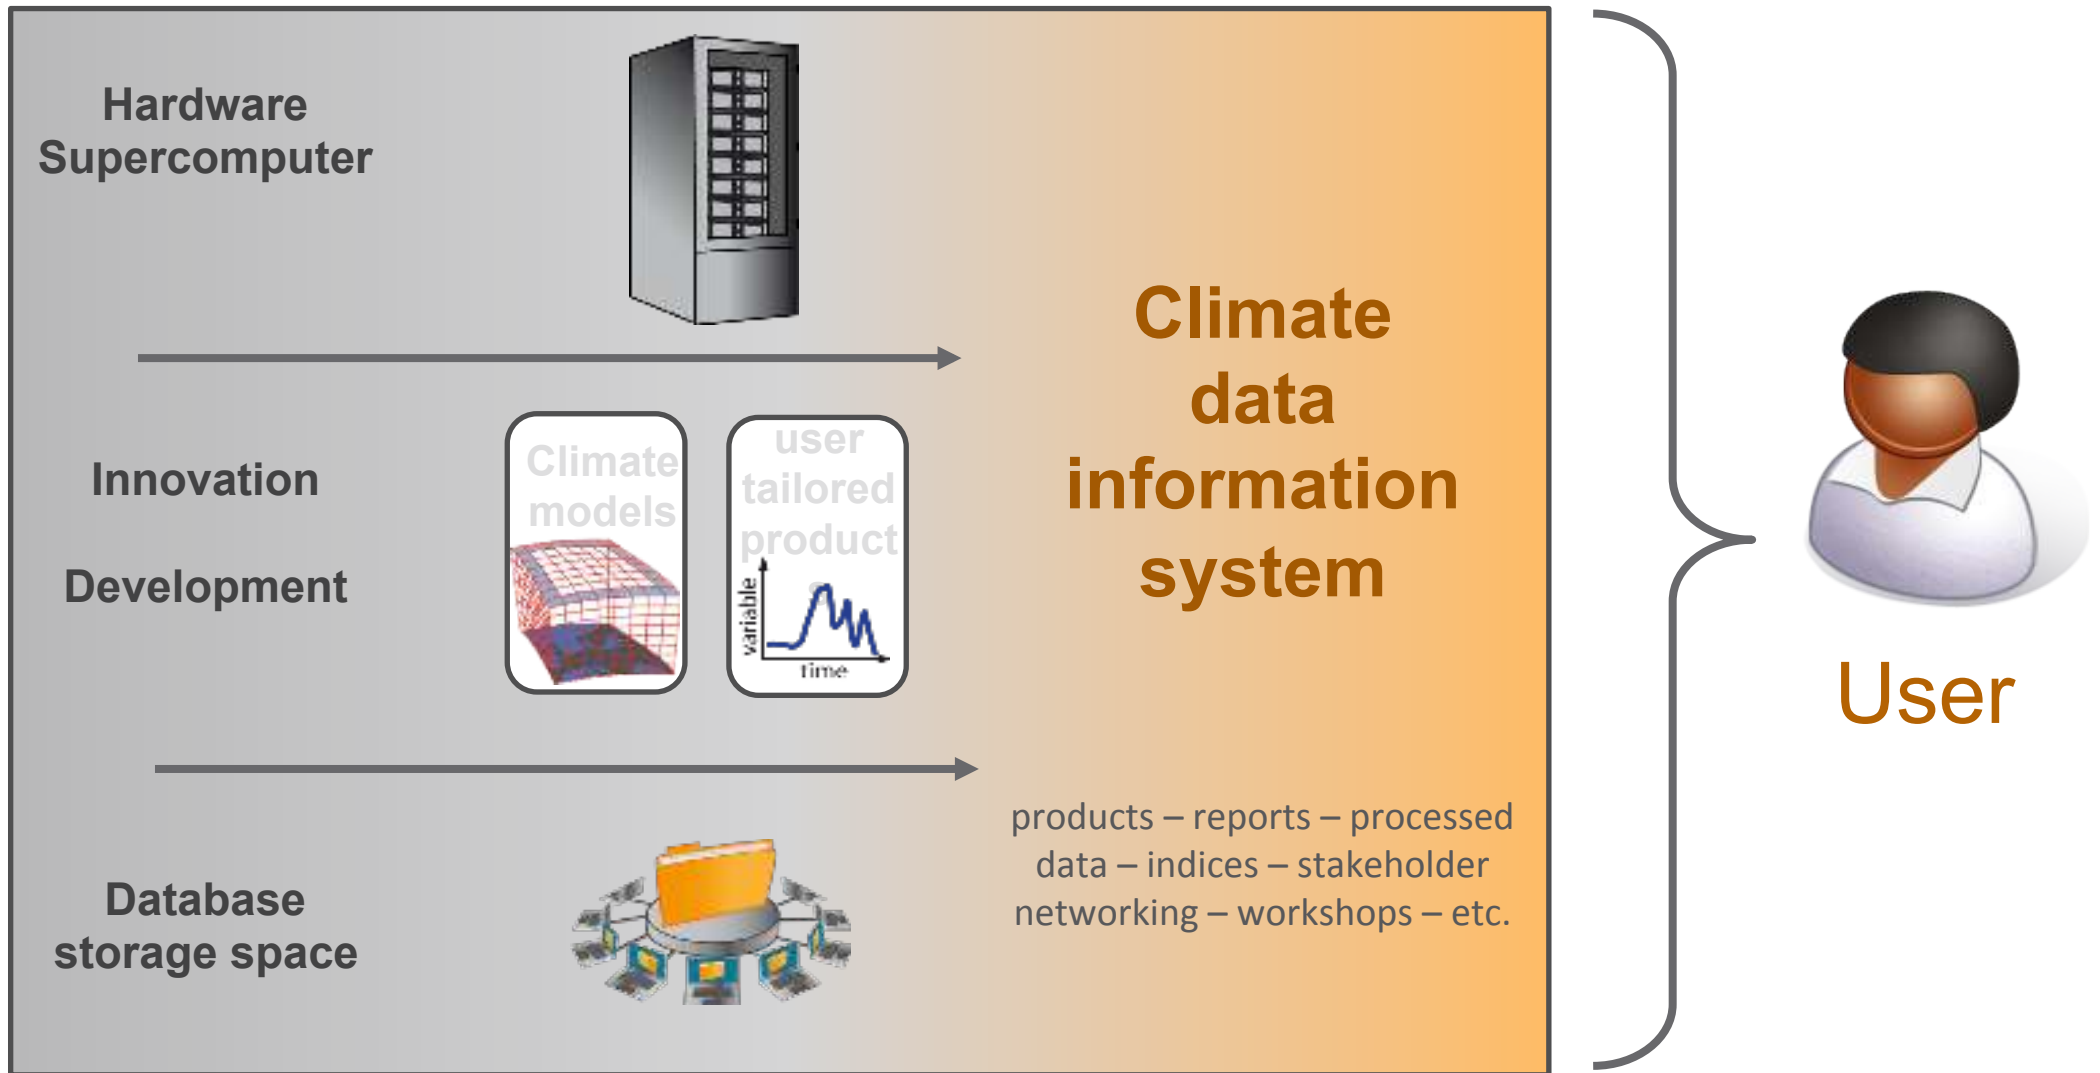 Hardware
Supercomputer
Innovation
Development
Climate
models
user
tailored
product
s
variable
time
Database
storage space
Climate
data
information
system
products – reports – processed
data – indices – stakeholder
networking – workshops – etc.
User